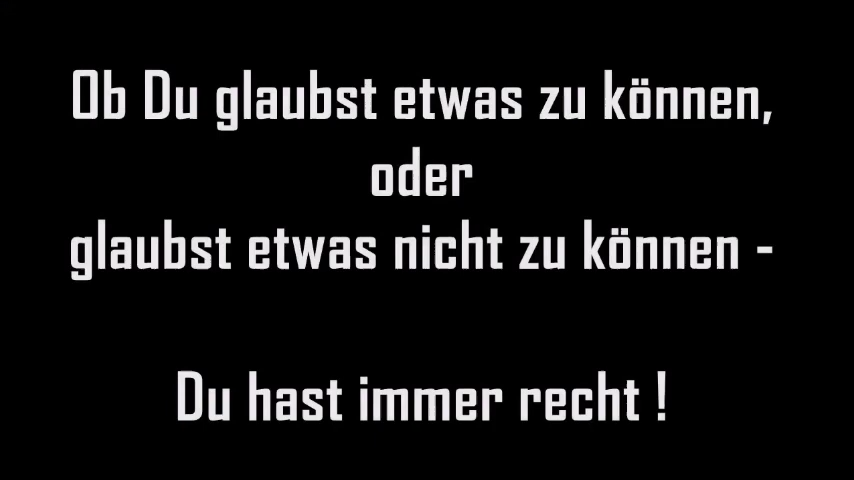 Ob Du glaubst etwas zu können,
oder
glaubst etwas nicht zu können -
Du hast immer recht !